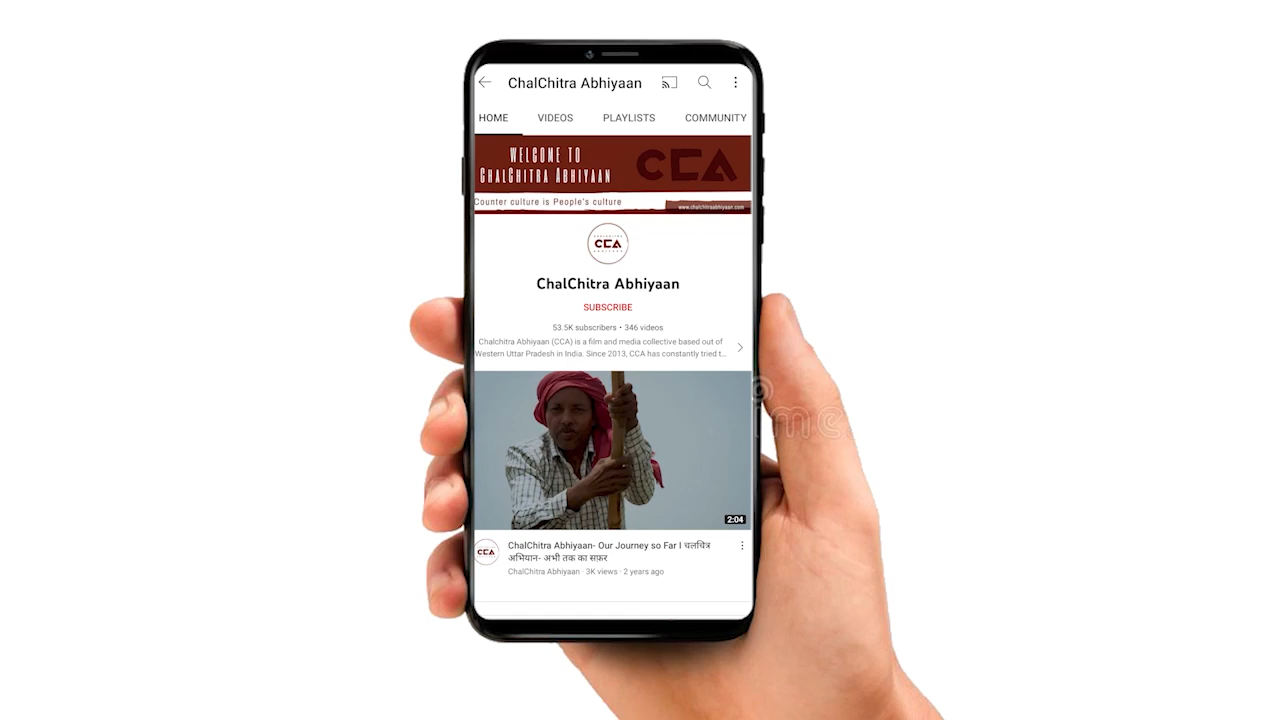 ChalChitra Abhiyaan
HOME VIDEOS PLAYLISTS COMMUNITY
WELCOME TO
CHALCHITRA ABHIYAAN
CCA
Counter culture is People's culture
www.chalchitraabhiyaan.com
CCA
ChalChitra Abhiyaan
SUBSCRIBE
53.5K subscribers • 346 videos
Chalchitra Abhiyaan (CCA) is a film and media collective based out of
Western Uttar Pradesh in India. Since 2013, CCA has constantly tried t...
2:04
CCA
ChalChitra Abhiyaan- Our Journey so Far I चलचित्र
अभियान- अभी तक का सफ़र
ChalChitra Abhiyaan · 3K views · 2 years ago